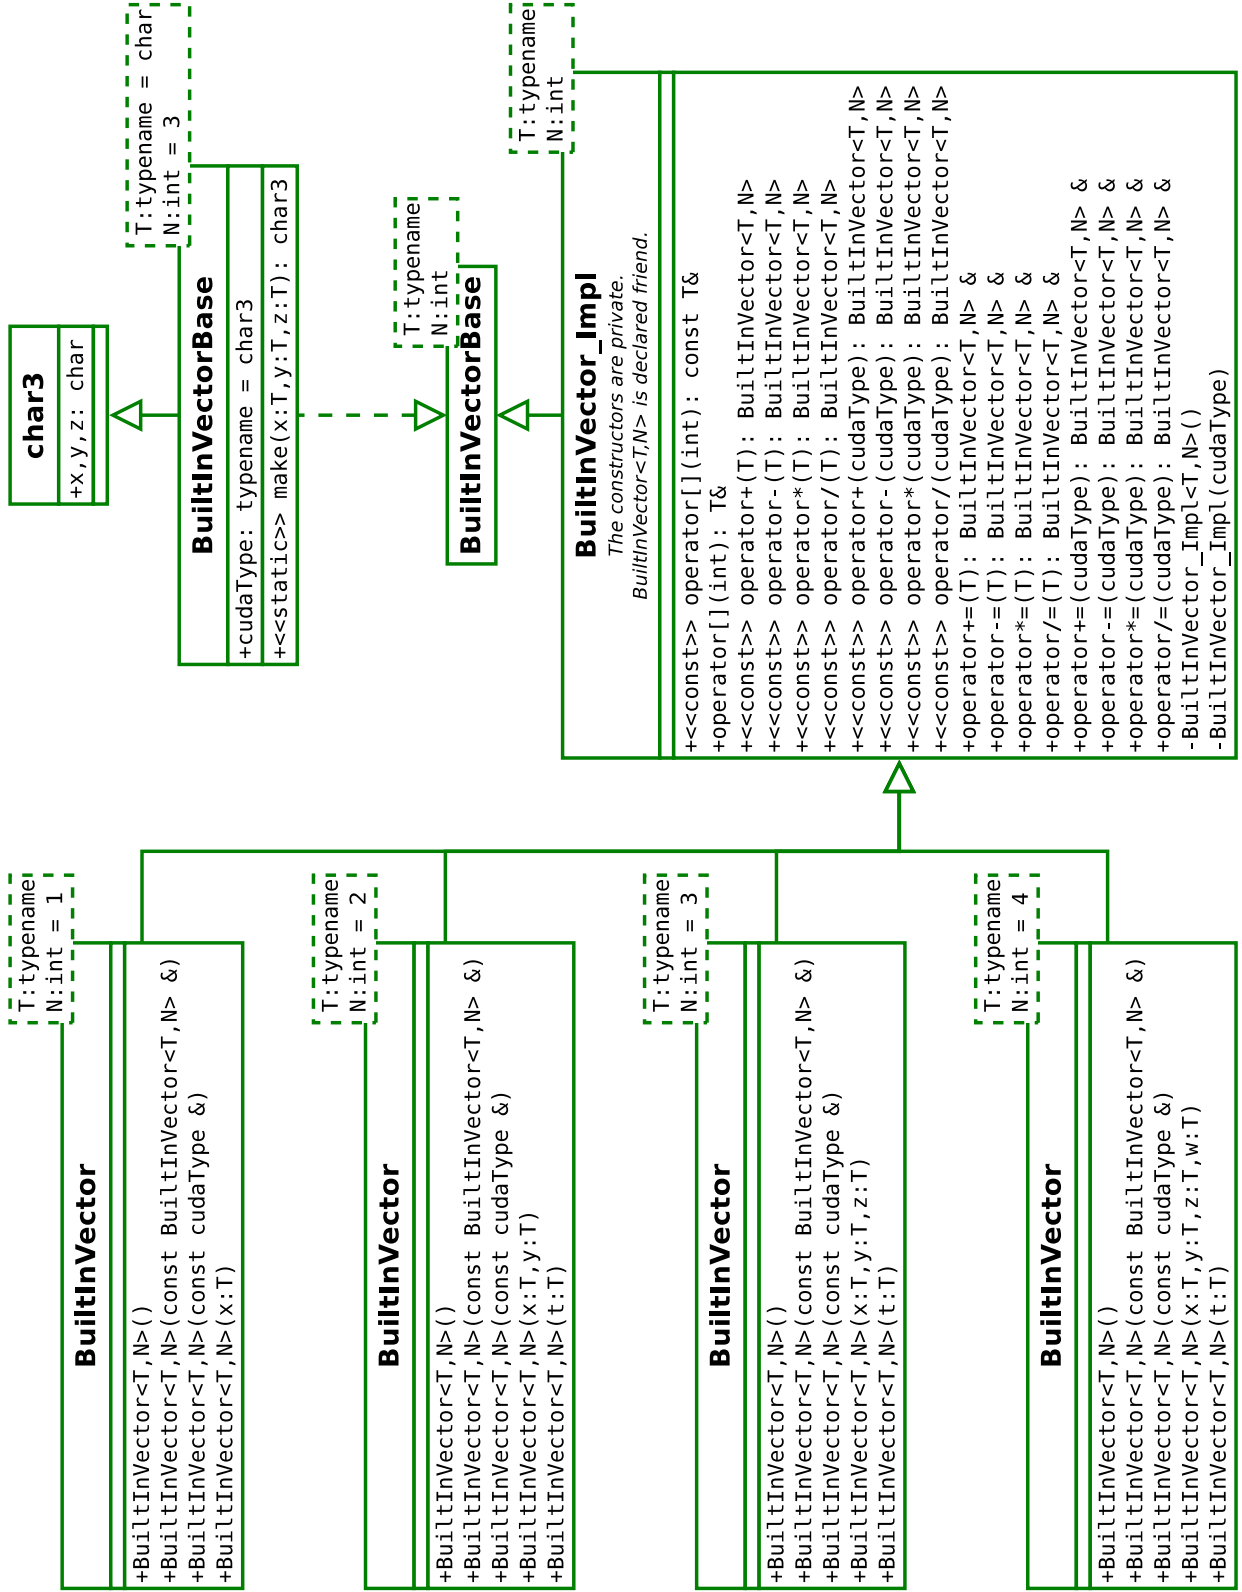 char3
+x,y,z: char
T:typename = char
N:int = 3
BuiltInVectorBase
+cudaType: typename = char3
+<<static>> make(x:T,y:T,z:T): char3
T:typename
N:int
BuiltInVectorBase
T:typename
N:int
BuiltInVector_Impl
The constructors are private.
BuiltInVector<T,N> is declared friend.
+<<const>> operator[](int): const T&
+operator[](int): T&
+<<const>> operator+(T): BuiltInVector<T,N>
+<<const>> operator-(T): BuiltInVector<T,N>
+<<const>> operator*(T): BuiltInVector<T,N>
+<<const>> operator/(T): BuiltInVector<T,N>
+<<const>> operator+(cudaType): BuiltInVector<T,N>
+<<const>> operator-(cudaType): BuiltInVector<T,N>
+<<const>> operator*(cudaType): BuiltInVector<T,N>
+<<const>> operator/(cudaType): BuiltInVector<T,N>
+operator+=(T): BuiltInVector<T,N> &
+operator-=(T): BuiltInVector<T,N> &
+operator*=(T): BuiltInVector<T,N> &
+operator/=(T): BuiltInVector<T,N> &
+operator+=(cudaType): BuiltInVector<T,N> &
+operator-=(cudaType): BuiltInVector<T,N> &
+operator*=(cudaType): BuiltInVector<T,N> &
+operator/=(cudaType): BuiltInVector<T,N> &
-BuiltInVector_Impl<T,N>()
-BuiltInVector_Impl(cudaType)
T:typename
N:int = 1
BuiltInVector
+BuiltInVector<T,N>()
+BuiltInVector<T,N>(const BuiltInVector<T,N> &)
+BuiltInVector<T,N>(const cudaType &)
+BuiltInVector<T,N>(x:T)
T:typename
N:int = 2
BuiltInVector
+BuiltInVector<T,N>()
+BuiltInVector<T,N>(const BuiltInVector<T,N> &)
+BuiltInVector<T,N>(const cudaType &)
+BuiltInVector<T,N>(x:T,y:T)
+BuiltInVector<T,N>(t:T)
T:typename
N:int = 3
BuiltInVector
+BuiltInVector<T,N>()
+BuiltInVector<T,N>(const BuiltInVector<T,N> &)
+BuiltInVector<T,N>(const cudaType &)
+BuiltInVector<T,N>(x:T,y:T,z:T)
+BuiltInVector<T,N>(t:T)
T:typename
N:int = 4
BuiltInVector
+BuiltInVector<T,N>()
+BuiltInVector<T,N>(const BuiltInVector<T,N> &)
+BuiltInVector<T,N>(const cudaType &)
+BuiltInVector<T,N>(x:T,y:T,z:T,w:T)
+BuiltInVector<T,N>(t:T)